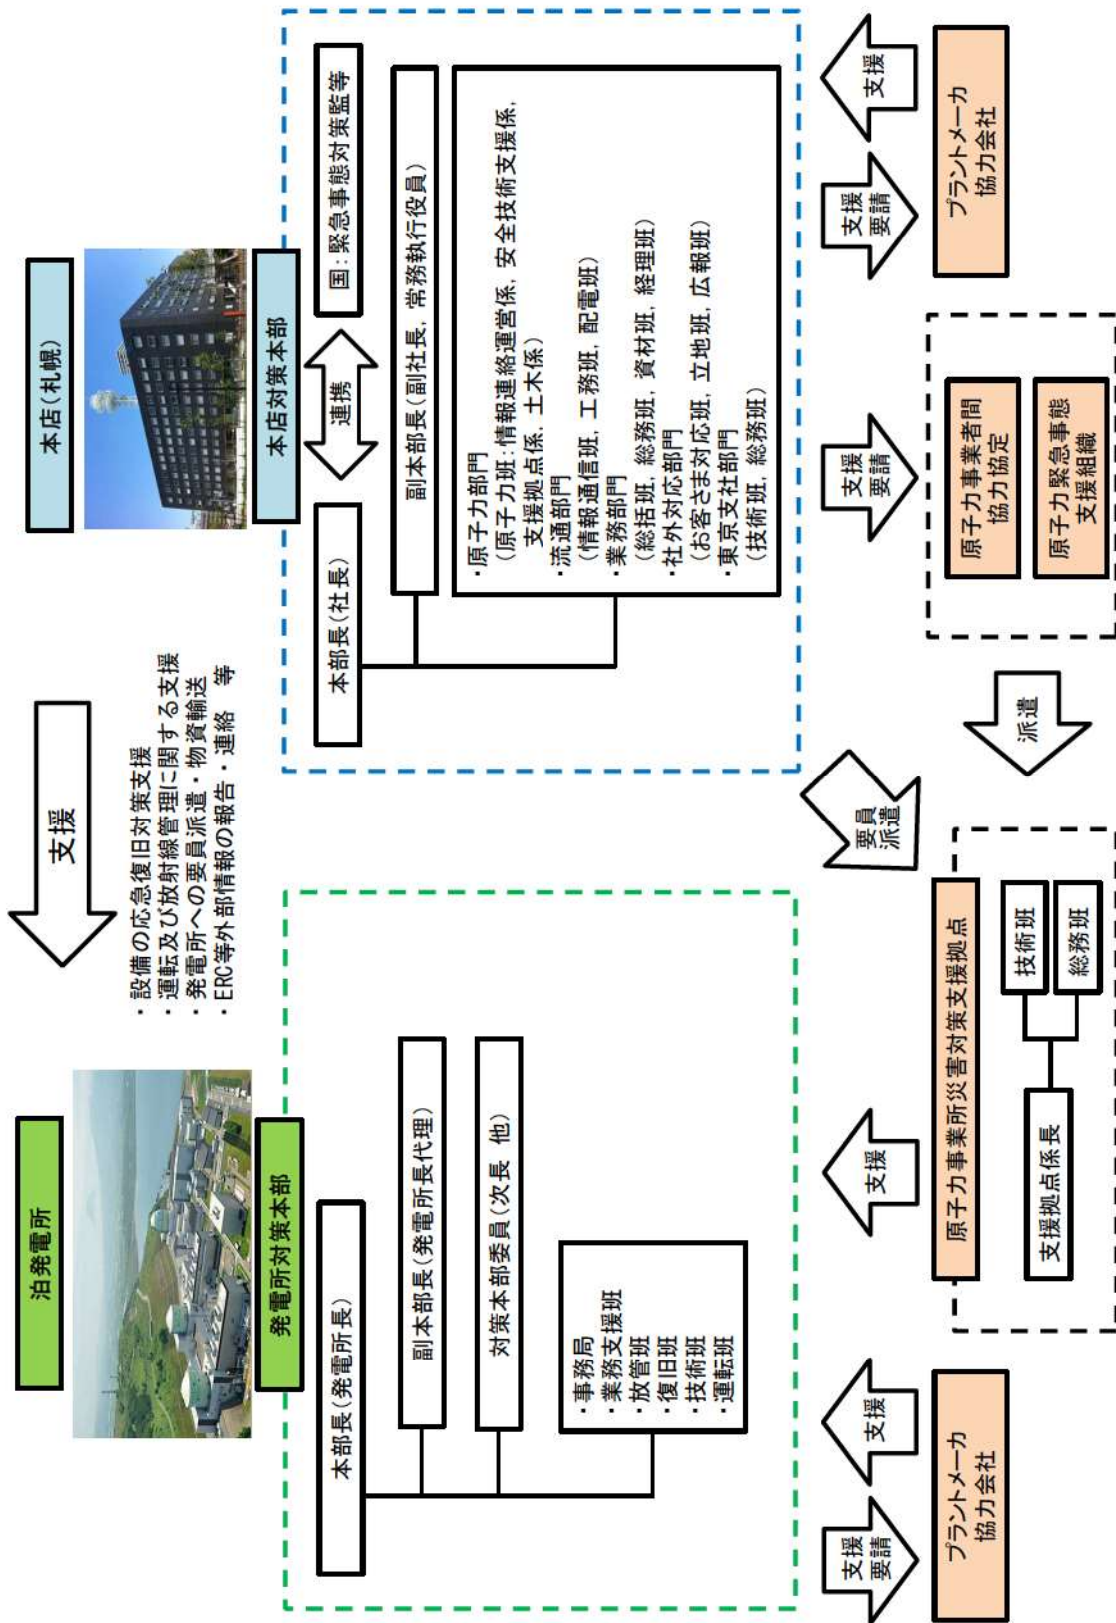 泊発電所
発電所対策本部
本部長(発電所長)
副本部長(発電所長代理)
対策本部委員(次長 他)
・事務局
・業務支援班
・放管班
・復旧班
・技術班
・運転班
支援
・設備の応急復旧対策支援
・運転及び放射線管理に関する支援
・発電所への要員派遣・物資輸送
・ERC等外部情報の報告・連絡 等
本店(札幌)
本店対策本部
本部長(社長)
連携
国:緊急事態対策監等
副本部長(副社長,常務執行役員)
・原子力部門
(原子力班:情報連絡運営係,安全技術支援係,
支援拠点係,土木係)
・流通部門
(情報通信班,工務班,配電班)
・業務部門
(総括班,総務班,資材班,経理班)
・社外対応部門
(お客さま対応班,立地班,広報班)
・東京支社部門
(技術班,総務班)
支援
要請
支援
プラントメーカ
協力会社
支援
要員
派遣
原子力事業所災害対策支援拠点
支援拠点係長
技術班
総務班
派遣
支援
要請
原子力事業者間
協力協定
原子力緊急事態
支援組織
支援
要請
支援
プラントメーカ
協力会社